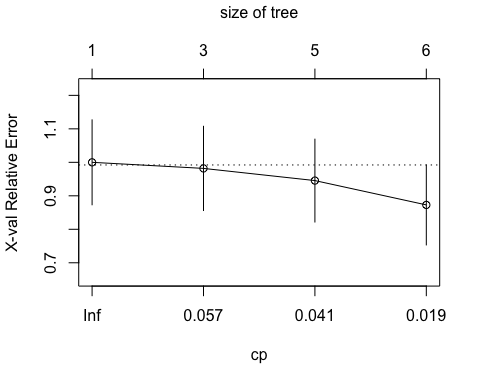 size of tree
1 3 5 6
X-val Relative Error
1.1
0.9
0.7
Inf 0.057 0.041 0.019
cp